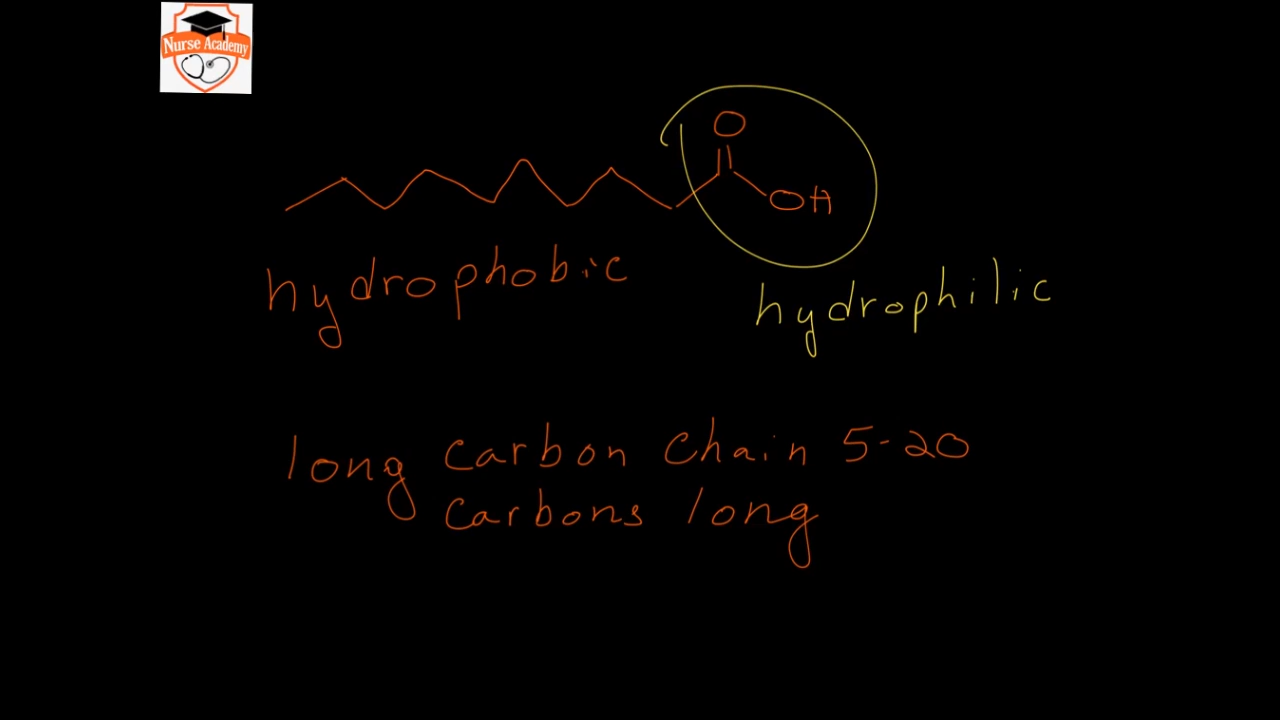 Nurse Academy
O
OH
hydrophobic
hydrophilic
long carbon chain 5-20
carbons long